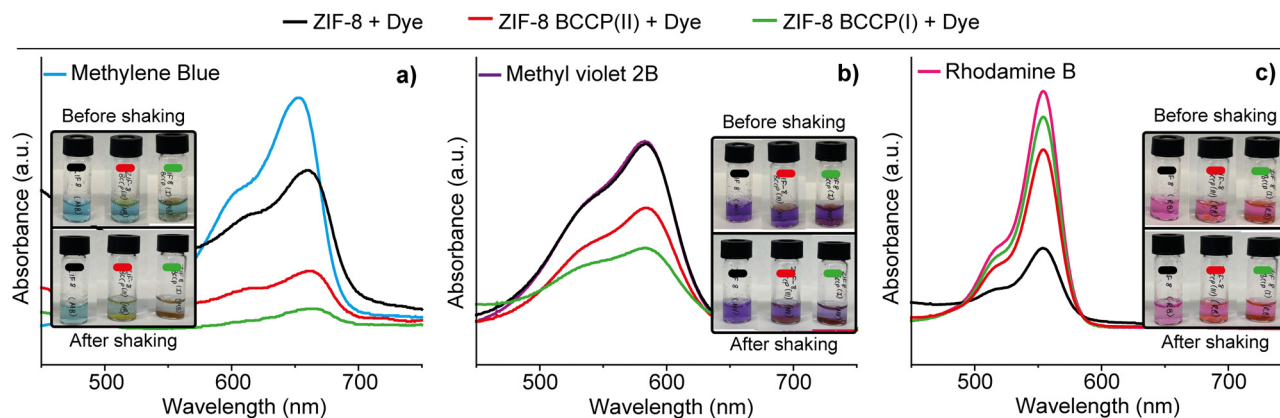 ZIF-8 + Dye
ZIF-8 BCCP(II) + Dye
ZIF-8 BCCP(I) + Dye
Methylene Blue
a)
Before shaking
After shaking
Absorbance (a.u.)
500
600
700
Wavelength (nm)
Methyl violet 2B
b)
Before shaking
After shaking
Absorbance (a.u.)
500
600
700
Wavelength (nm)
Rhodamine B
c)
Before shaking
After shaking
Absorbance (a.u.)
500
600
700
Wavelength (nm)